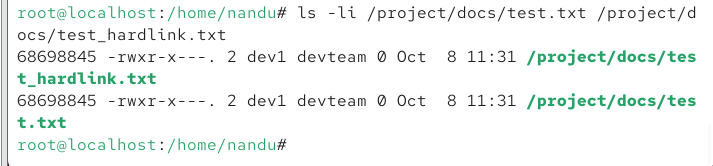 root@localhost:/home/nandu# ls -li /project/docs/test.txt /project/d
ocs/test_hardlink.txt
68698845 -rwxr-x---. 2 dev1 devteam 0 Oct  8 11:31 /project/docs/tes
t_hardlink.txt
68698845 -rwxr-x---. 2 dev1 devteam 0 Oct  8 11:31 /project/docs/tes
t.txt
root@localhost:/home/nandu#